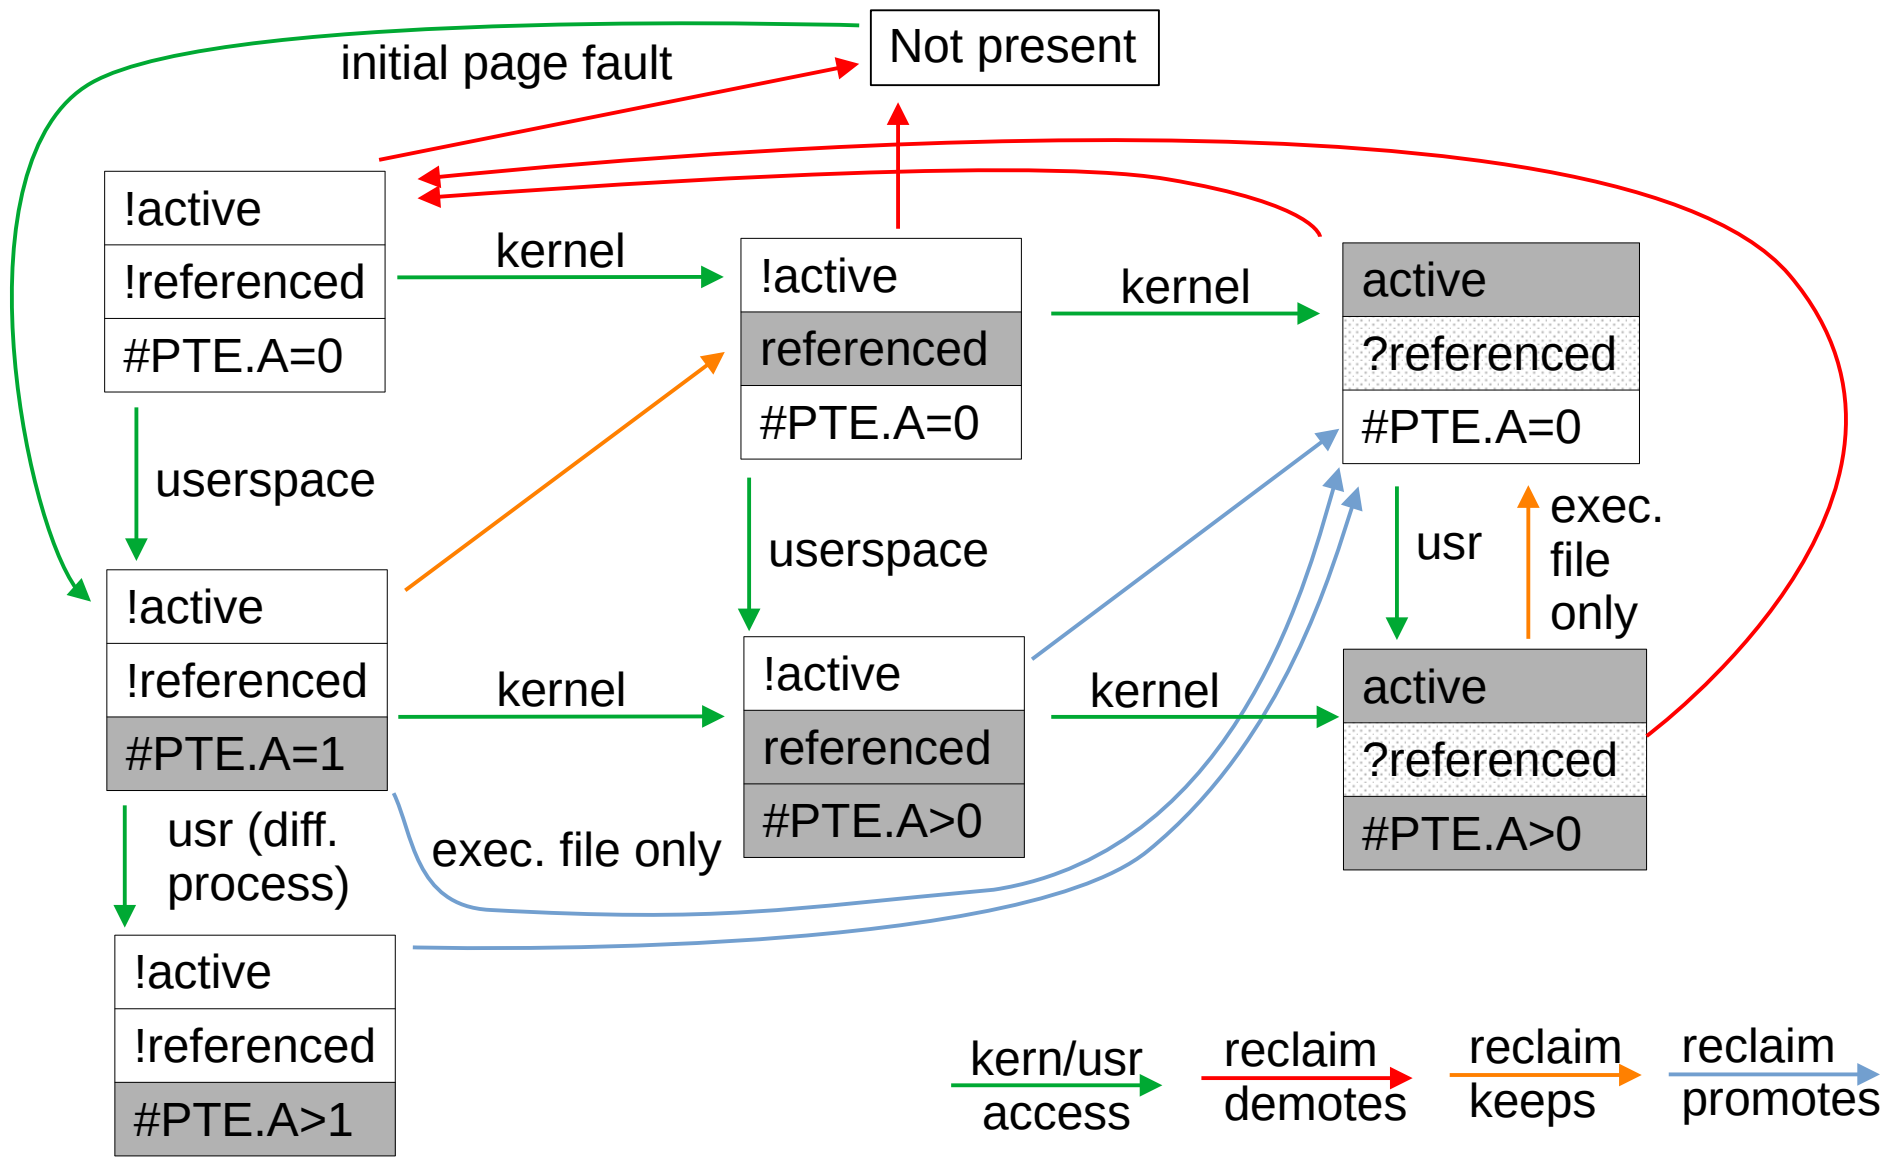 Not present
initial page fault
!active
!referenced
#PTE.A=0
kernel
!active
referenced
#PTE.A=0
kernel
active
?referenced
#PTE.A=0
userspace
userspace
usr
exec.
file
only
!active
!referenced
#PTE.A=1
kernel
!active
referenced
#PTE.A>0
kernel
active
?referenced
#PTE.A>0
usr (diff.
process)
exec. file only
!active
!referenced
#PTE.A>1
kern/usr
access
reclaim
demotes
reclaim
keeps
reclaim
promotes